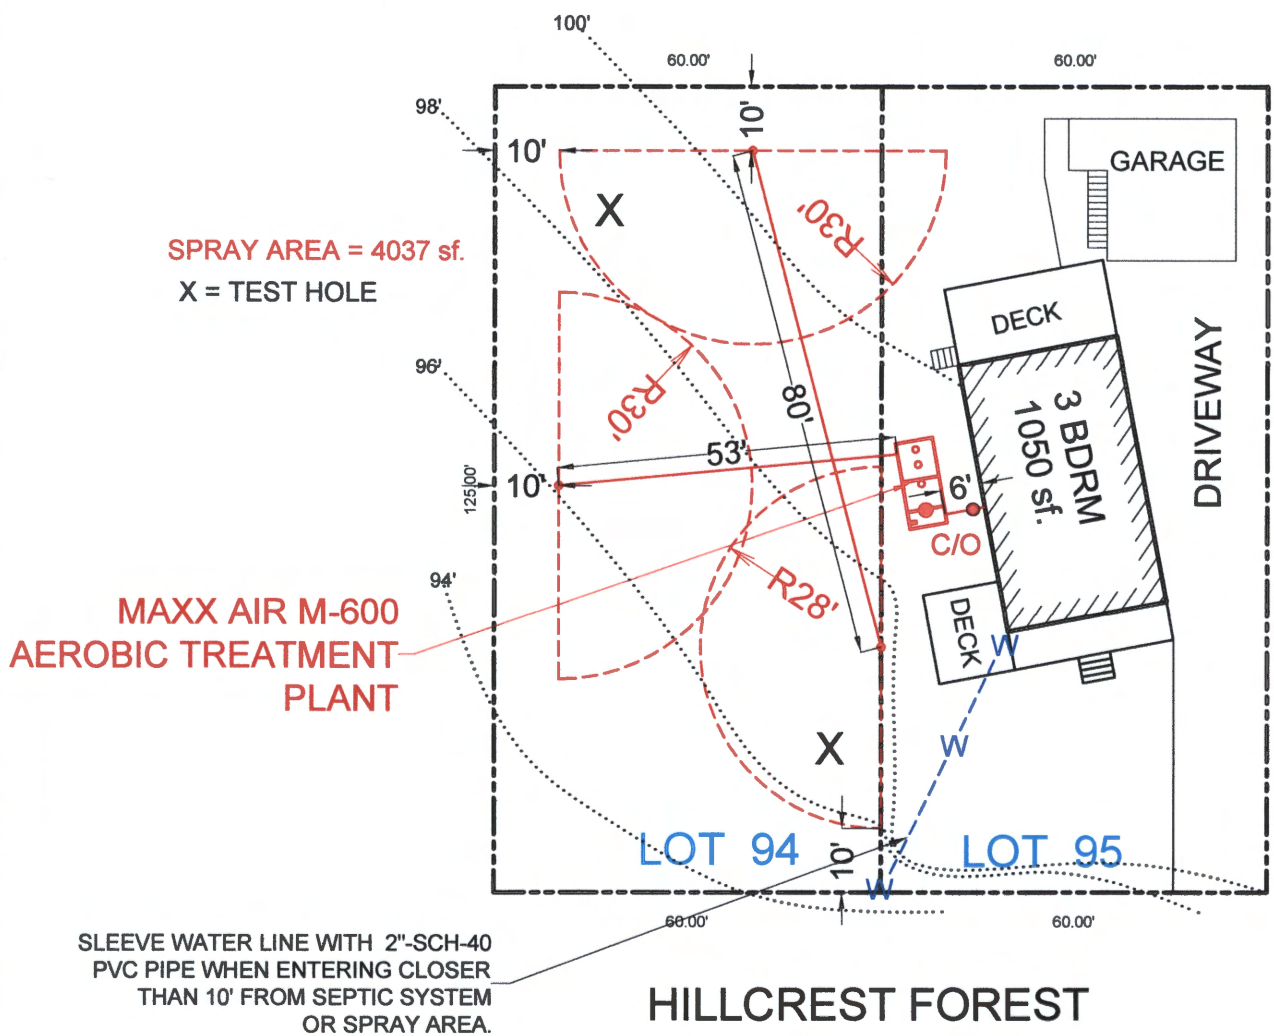 100'
60.00'
60.00'
98'
10'
10'
GARAGE
X
R30'
SPRAY AREA = 4037 sf.
X = TEST HOLE
DECK
DRIVEWAY
96'
R30'
80'
3 BDRM
1050 sf.
53'
125.00'
10'
6'
C/O
94'
R28'
MAXX AIR M-600
AEROBIC TREATMENT
PLANT
DECK
W
W
X
LOT 94
10'
LOT 95
W
60.00'
60.00'
SLEEVE WATER LINE WITH 2"-SCH-40
PVC PIPE WHEN ENTERING CLOSER
THAN 10' FROM SEPTIC SYSTEM
OR SPRAY AREA.
HILLCREST FOREST